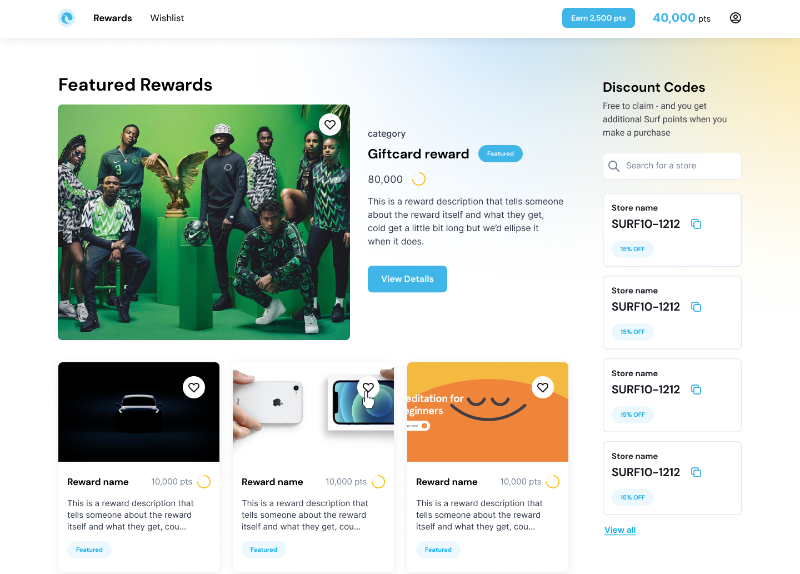 Rewards
Wishlist
Earn 2,500 pts
40,000 pts
Featured Rewards
category
Giftcard reward
Featured
80,000
This is a reward description that tells someone
about the reward itself and what they get,
cold get a little bit long but we'd ellipse it
when it does.
View Details
Reward name
10,000 pts
This is a reward description that
tells someone about the reward
itself and what they get, cou...
Featured
Reward name
10,000 pts
This is a reward description that
tells someone about the reward
itself and what they get, cou...
Featured
editation for
eginners
Reward name
10,000 pts
This is a reward description that
tells someone about the reward
itself and what they get, cou...
Featured
Discount Codes
Free to claim - and you get
additional Surf points when you
make a purchase
Search for a store
Store name
SURF10-1212
15% OFF
Store name
SURF10-1212
15% OFF
Store name
SURF10-1212
15% OFF
Store name
SURF10-1212
15% OFF
View all